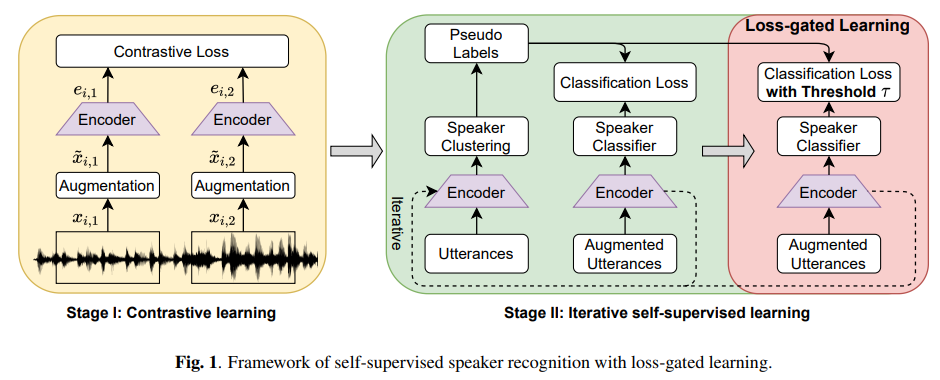 Contrastive Loss
e_{i,1}
e_{i,2}
Encoder
Encoder
x̃_{i,1}
x̃_{i,2}
Augmentation
Augmentation
x_{i,1}
x_{i,2}
Stage I: Contrastive learning
Pseudo
Labels
Classification Loss
Speaker
Clustering
Speaker
Classifier
Encoder
Encoder
Iterative
Utterances
Augmented
Utterances
Loss-gated Learning
Classification Loss
with Threshold τ
Speaker
Classifier
Encoder
Augmented
Utterances
Stage II: Iterative self-supervised learning
Fig. 1. Framework of self-supervised speaker recognition with loss-gated learning.